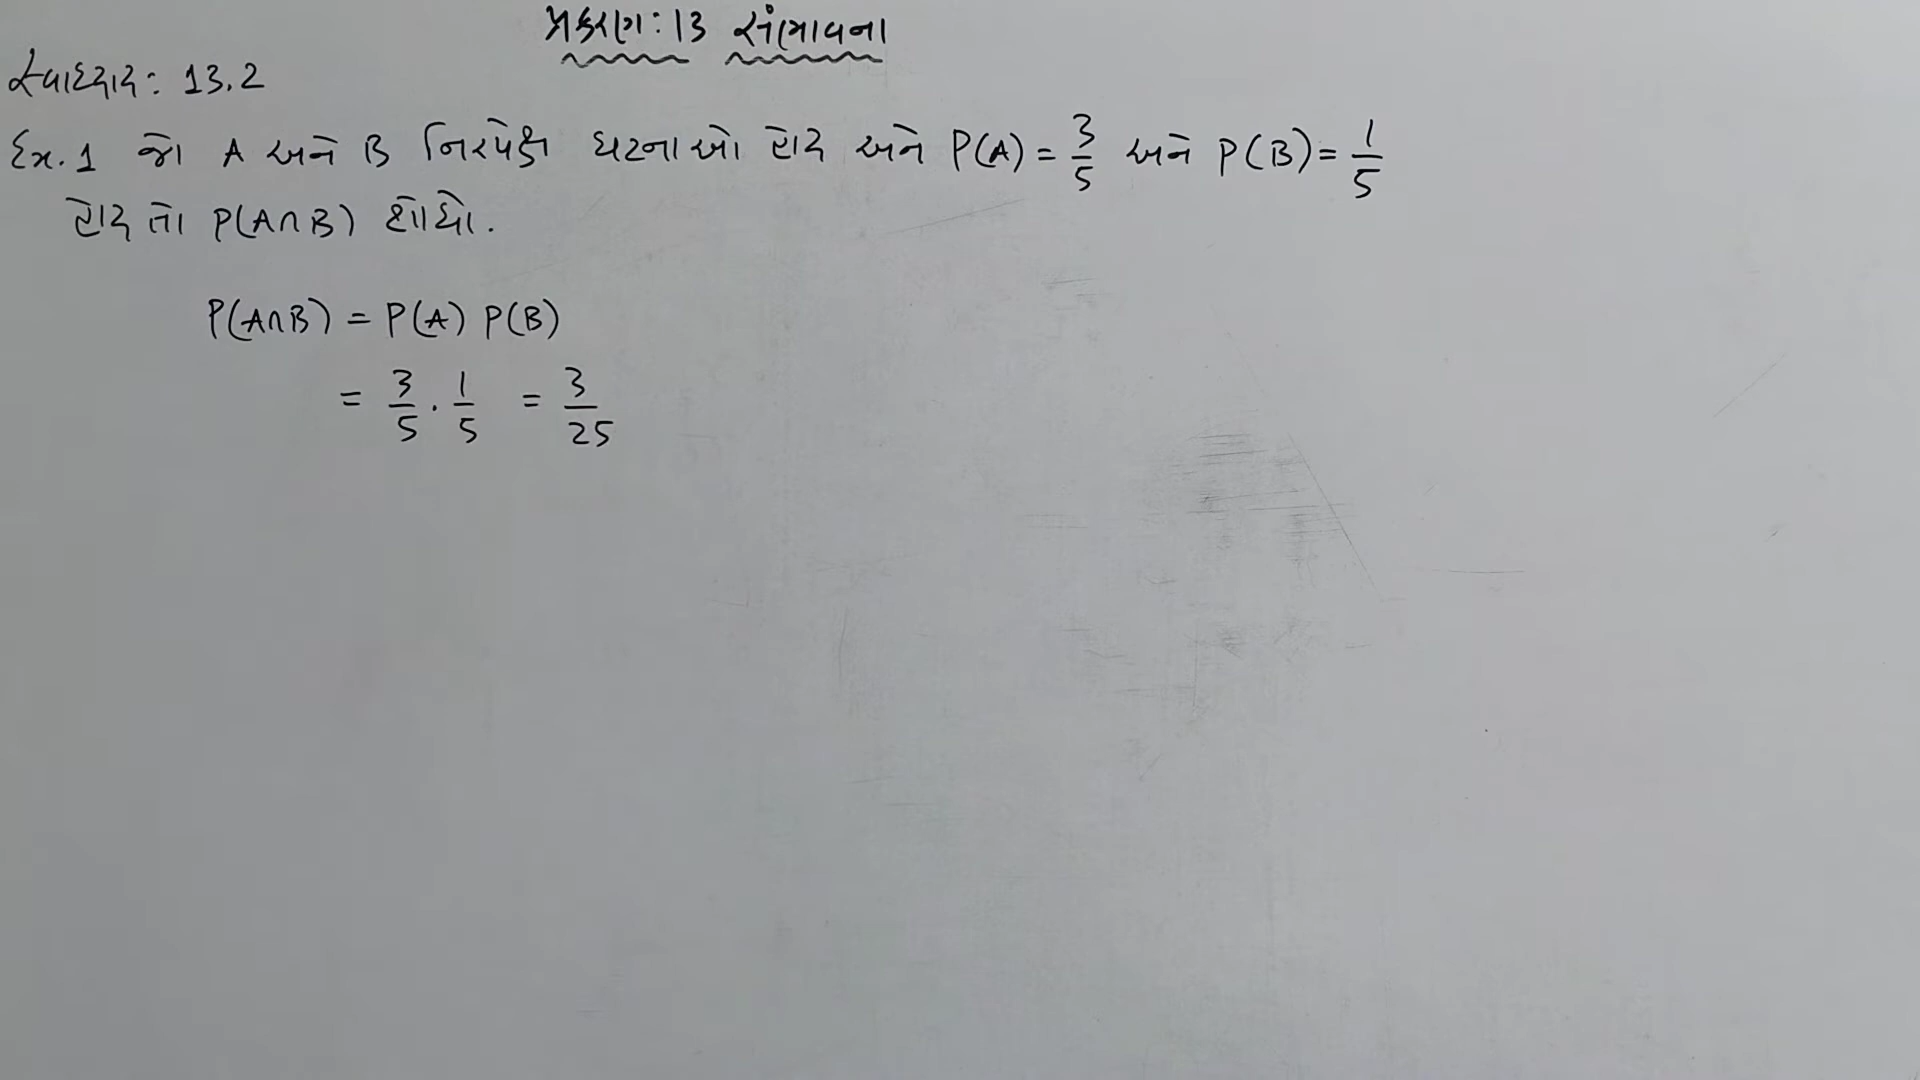 પ્રકરણ: 13 સંભાવના
સ્વાધ્યાય: 13.2
Ex. 1 જો A અને B નિરપેક્ષ ઘટનાઓ હોય અને P(A) = 3/5 અને P(B) = 1/5
હોય તો P(A∩B) શોધો.
P(A∩B) = P(A) P(B)
= 3/5 . 1/5 = 3/25